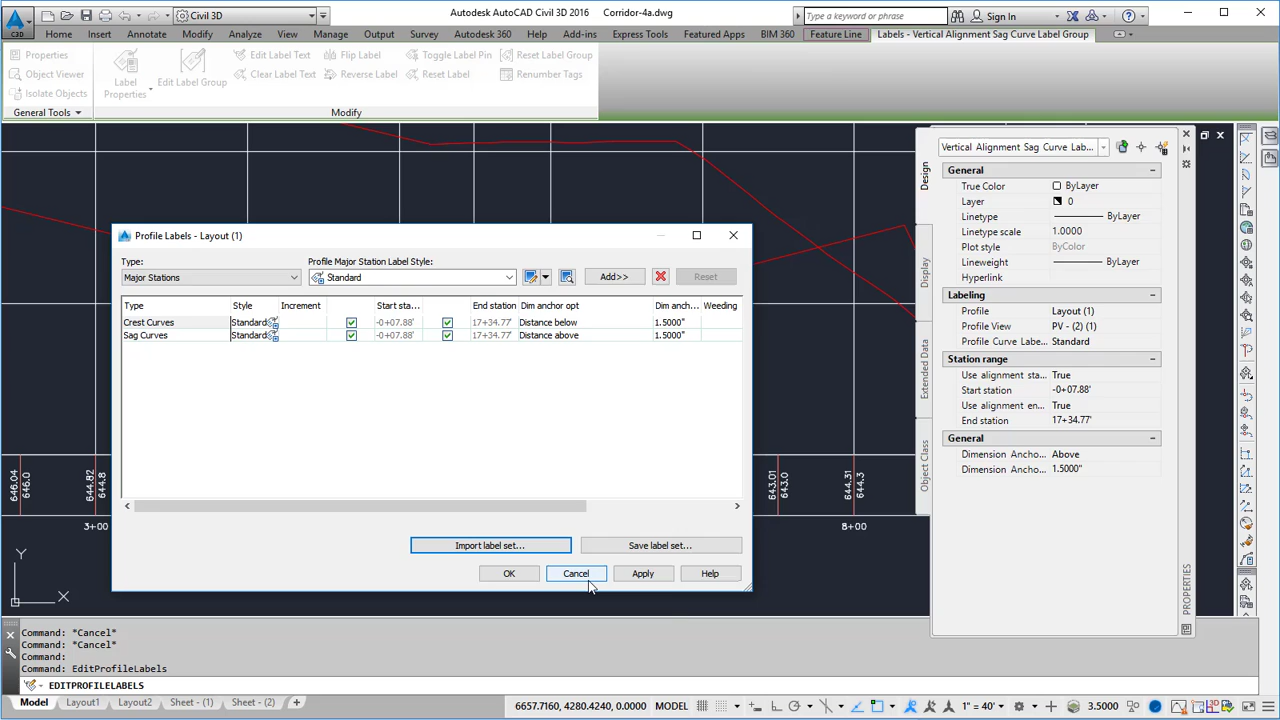 C3D
Civil 3D
Autodesk AutoCAD Civil 3D 2016 Corridor-4a.dwg
Type a keyword or phrase
Sign In
Home Insert Annotate Modify Analyze View Manage Output Survey Autodesk 360 Help Add-ins Express Tools Featured Apps BIM 360 Feature Line Labels - Vertical Alignment Sag Curve Label Group
Properties
Object Viewer
Isolate Objects
General Tools
Label Properties
Edit Label Group
Edit Label Text
Clear Label Text
Flip Label
Reverse Label
Toggle Label Pin
Reset Label
Reset Label Group
Renumber Tags
Modify
Profile Labels - Layout (1)
Type:
Profile Major Station Label Style:
Major Stations
Standard
Add>>
Reset
Type Style Increment Start sta... End station Dim anchor opt Dim anch... Weeding
Crest Curves Standard -0+07.88' 17+34.77' Distance below 1.5000"
Sag Curves Standard -0+07.88' 17+34.77' Distance above 1.5000"
Import label set...
Save label set...
OK
Cancel
Apply
Help
646.04
646.0
644.82
644.8
643.01
643.0
644.31
644.3
3+00
8+00
Y
X
Design
Display
Extended Data
Object Class
PROPERTIES
Vertical Alignment Sag Curve Lab...
General
True Color ByLayer
Layer 0
Linetype ByLayer
Linetype scale 1.0000
Plot style ByColor
Lineweight ByLayer
Hyperlink
Labeling
Profile Layout (1)
Profile View PV - (2) (1)
Profile Curve Labe... Standard
Station range
Use alignment sta... True
Start station -0+07.88'
Use alignment en... True
End station 17+34.77'
General
Dimension Ancho... Above
Dimension Ancho... 1.5000"
Command: *Cancel*
Command: *Cancel*
Command:
Command: EditProfileLabels
EDITPROFILELABELS
Model Layout1 Layout2 Sheet - (1) Sheet - (2)
6657.7160, 4280.4240, 0.0000 MODEL 1" = 40' 3.5000